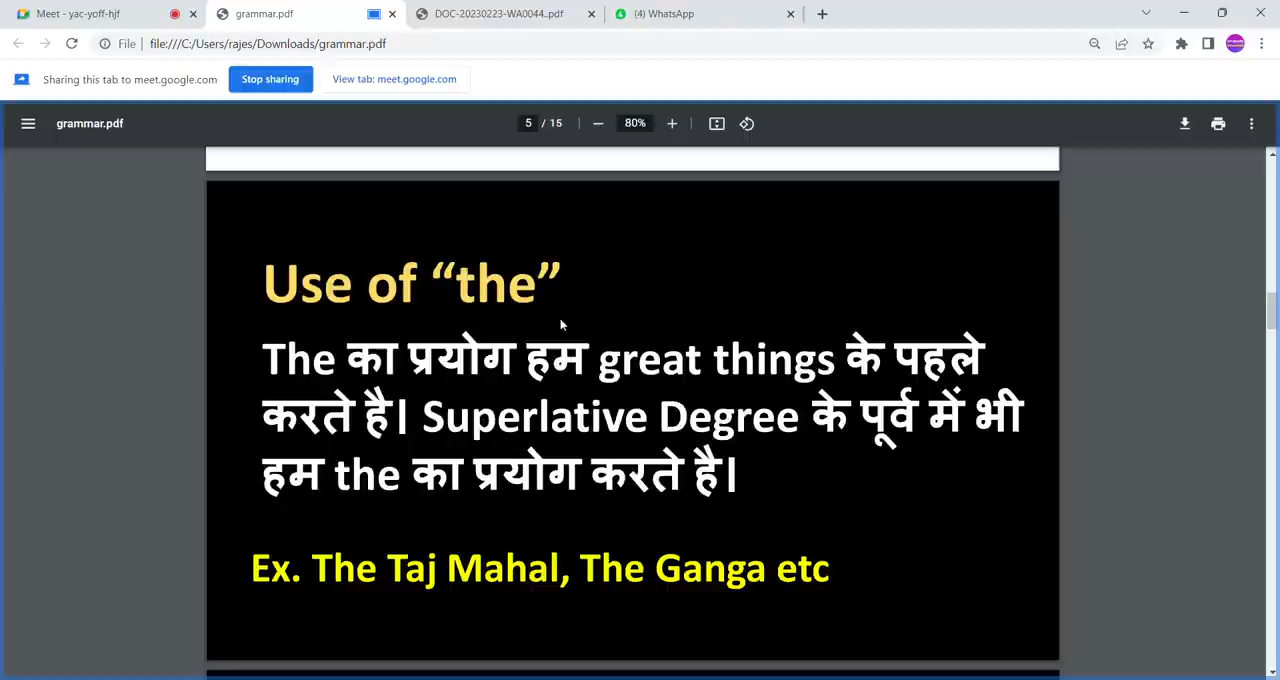 Meet - yac-yoff-hjf
grammar.pdf
DOC-20230223-WA0044..pdf
(4) WhatsApp
File
file:///C:/Users/rajes/Downloads/grammar.pdf
Sharing this tab to meet.google.com
Stop sharing
View tab: meet.google.com
grammar.pdf
5 / 15
80%
Use of “the”
The का प्रयोग हम great things के पहले
करते है। Superlative Degree के पूर्व में भी
हम the का प्रयोग करते है।
Ex. The Taj Mahal, The Ganga etc